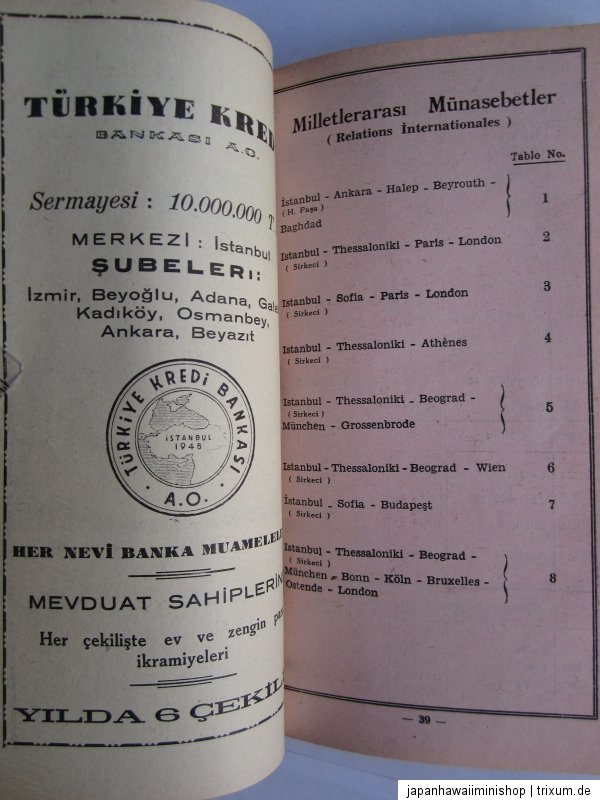 TÜRKİYE KREDİ
BANKASI A.O.
Sermayesi : 10.000.000 T.
MERKEZİ : İstanbul
ŞUBELERİ:
İzmir, Beyoğlu, Adana,
Kadıköy, Osmanbey,
Ankara, Beyazıt
TÜRKİYE KREDİ BANKASI
İSTANBUL
1948
A.O.
HER NEVİ BANKA
MEVDUAT SAHİPLERİN
Her çekilişte ev ve zengin
ikramiyeleri
YILDA 6
Milletlerarası Münasebetler
( Relations İnternationales )
Tablo No.
İstanbul - Ankara - Halep - Beyrouth -
( H. Paşa )
Baghdad
1
Istanbul - Thessaloniki - Paris - London 2
( Sirkeci )
İstanbul - Sofia - Paris - London 3
( Sirkeci )
İstanbul - Thessaloniki - Athènes 4
( Sirkeci )
İstanbul - Thessaloniki - Beograd -
( Sirkeci )
München - Grossenbrode
5
İstanbul - Thessaloniki - Beograd - Wien 6
( Sirkeci )
İstanbul - Sofia - Budapeşt 7
( Sirkeci )
Istanbul - Thessaloniki - Beograd -
( Sirkeci )
München - Bonn - Köln - Bruxelles -
Ostende - London
8
— 39 —
japanhawaiiminishop | trixum.de